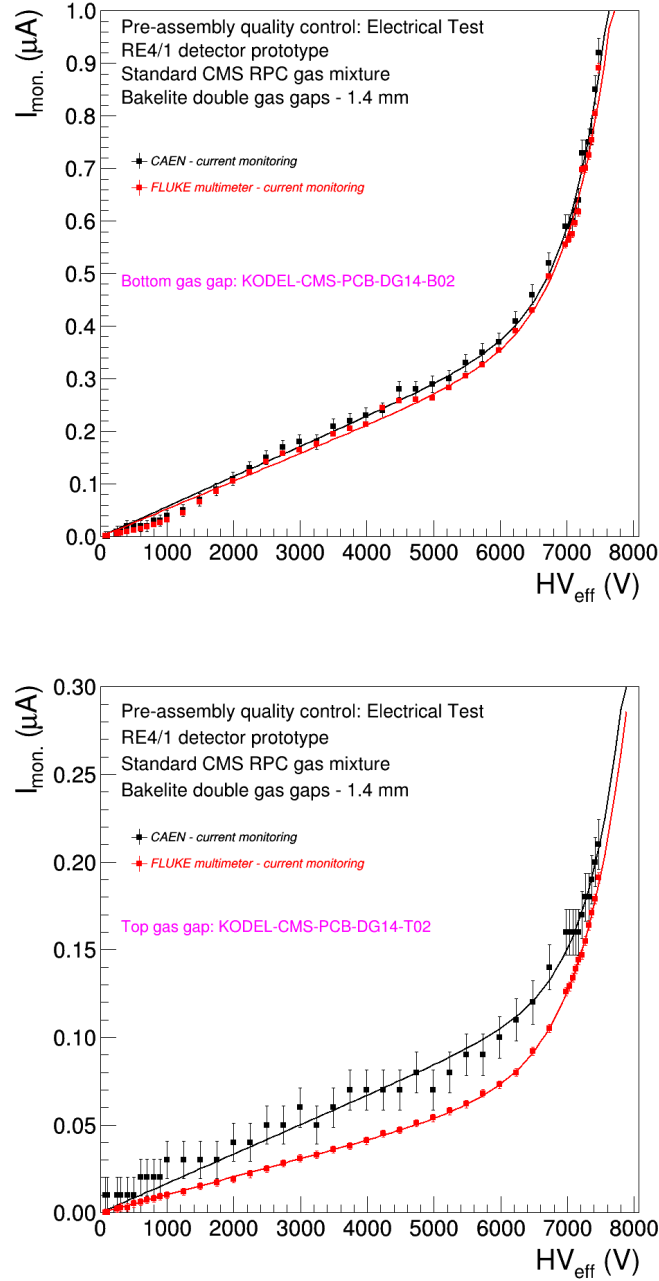 Pre-assembly quality control: Electrical Test
RE4/1 detector prototype
Standard CMS RPC gas mixture
Bakelite double gas gaps - 1.4 mm
CAEN - current monitoring
FLUKE multimeter - current monitoring
Bottom gas gap: KODEL-CMS-PCB-DG14-B02
I_mon. (μA)
1.0
0.9
0.8
0.7
0.6
0.5
0.4
0.3
0.2
0.1
0.0
0 1000 2000 3000 4000 5000 6000 7000 8000
HV_eff (V)
Pre-assembly quality control: Electrical Test
RE4/1 detector prototype
Standard CMS RPC gas mixture
Bakelite double gas gaps - 1.4 mm
CAEN - current monitoring
FLUKE multimeter - current monitoring
Top gas gap: KODEL-CMS-PCB-DG14-T02
I_mon. (μA)
0.30
0.25
0.20
0.15
0.10
0.05
0.00
0 1000 2000 3000 4000 5000 6000 7000 8000
HV_eff (V)